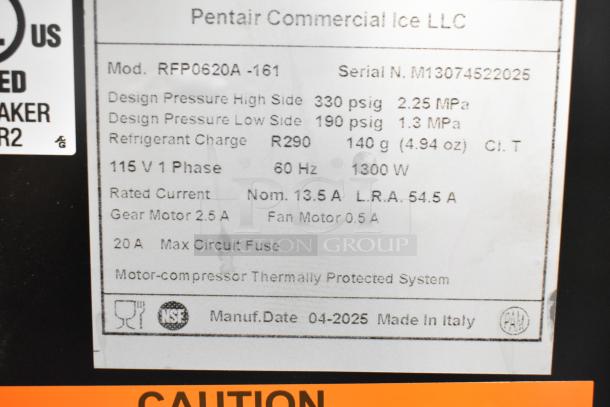 US
ED
AKER
R2
Pentair Commercial Ice LLC
Mod. RFP0620A -161 Serial N. M13074522025
Design Pressure High Side 330 psig 2.25 MPa
Design Pressure Low Side 190 psig 1.3 MPa
Refrigerant Charge R290 140 g (4.94 oz) Cl. T
115 V 1 Phase 60 Hz 1300 W
Rated Current Nom. 13.5 A L.R.A. 54.5 A
Gear Motor 2.5 A Fan Motor 0.5 A
PCI
GROUP
20 A Max Circuit Fuse
Motor-compressor Thermally Protected System
NSF Manuf.Date 04-2025 Made In Italy PAM
CAUTION